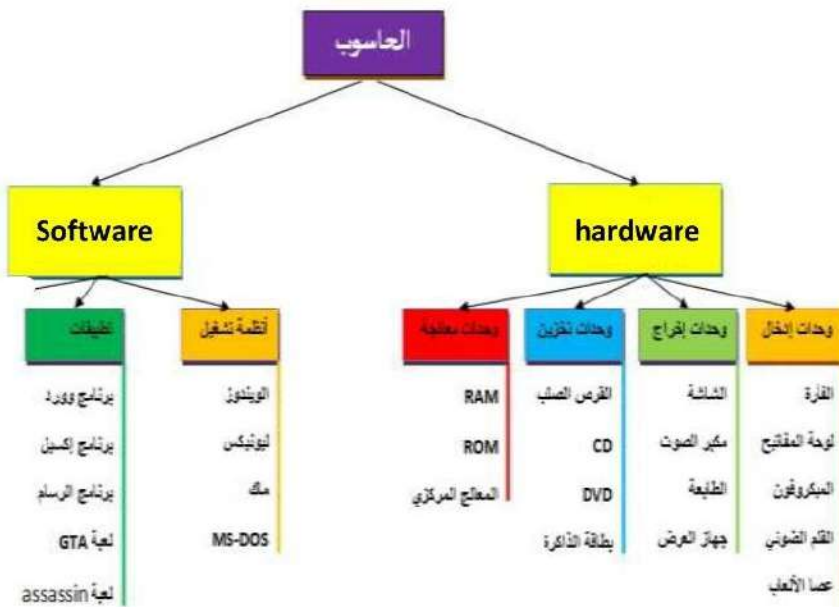 الحاسوب
hardware
Software
وحدات إدخال
الفأرة
لوحة المفاتيح
الميكروفون
القلم الضوئي
عصا الألعاب
وحدات إخراج
الشاشة
مكبر الصوت
الطابعة
جهاز العرض
وحدات تخزين
القرص الصلب
CD
DVD
بطاقة الذاكرة
وحدات معالجة
RAM
ROM
المعالج المركزي
أنظمة تشغيل
الويندوز
ليونيكس
ماك
MS-DOS
تطبيقات
برنامج وورد
برنامج إكسيل
برنامج الرسام
لعبة GTA
لعبة assassin